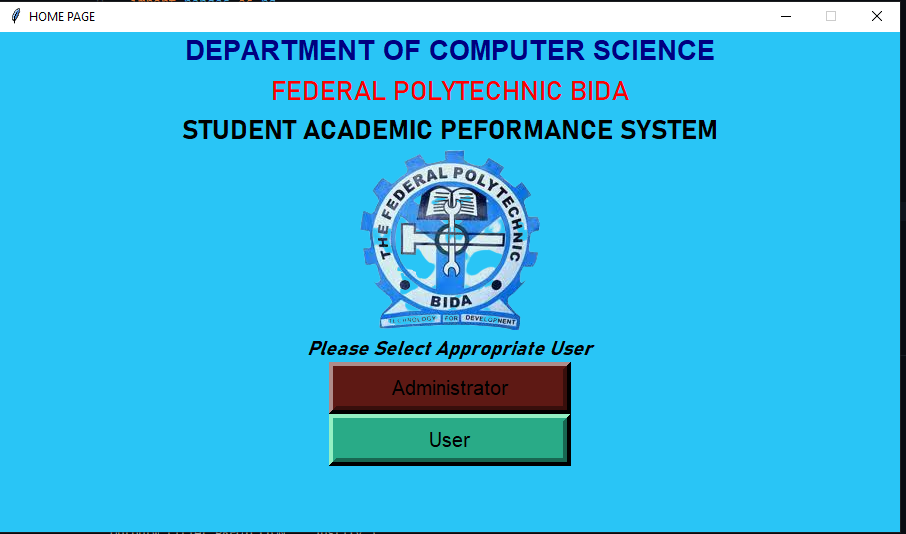 HOME PAGE
DEPARTMENT OF COMPUTER SCIENCE
FEDERAL POLYTECHNIC BIDA
STUDENT ACADEMIC PEFORMANCE SYSTEM
THE FEDERAL POLYTECHNIC
BIDA
TECHNOLOGY FOR DEVELOPMENT
Please Select Appropriate User
Administrator
User